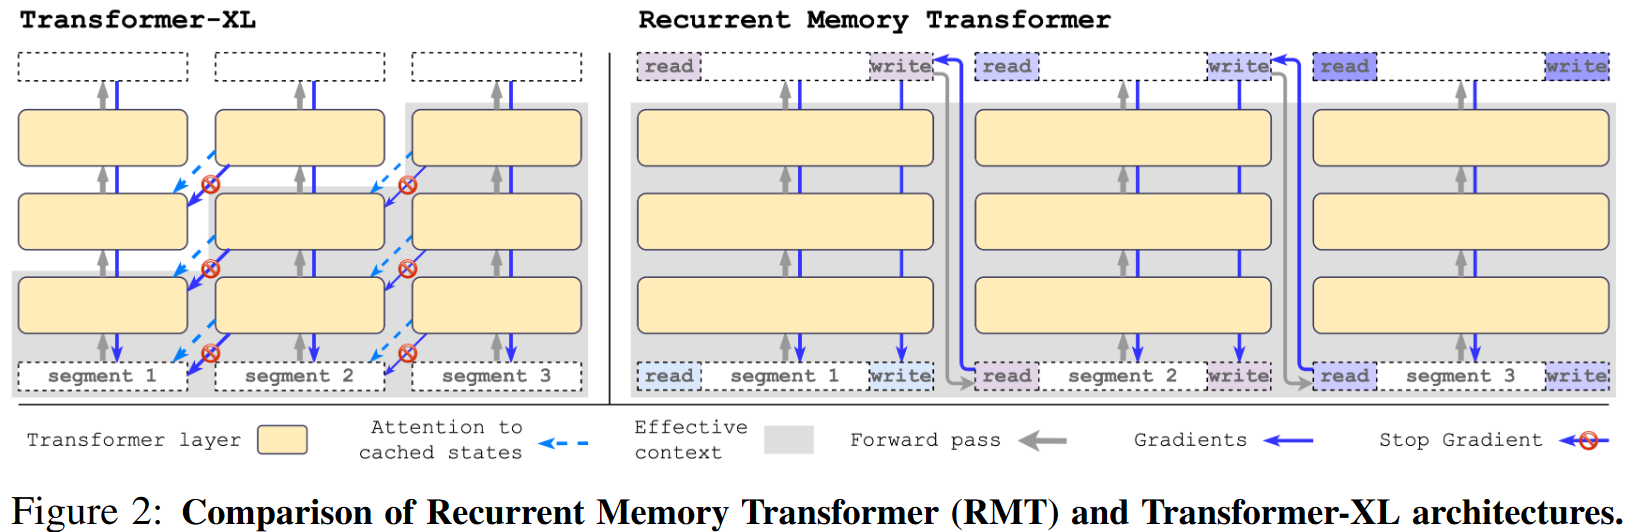 Transformer-XL
Recurrent Memory Transformer
read write read write read write
segment 1 segment 2 segment 3
read segment 1 write read segment 2 write read segment 3 write
Transformer layer
Attention to
cached states
Effective
context
Forward pass
Gradients
Stop Gradient
Figure 2: Comparison of Recurrent Memory Transformer (RMT) and Transformer-XL architectures.